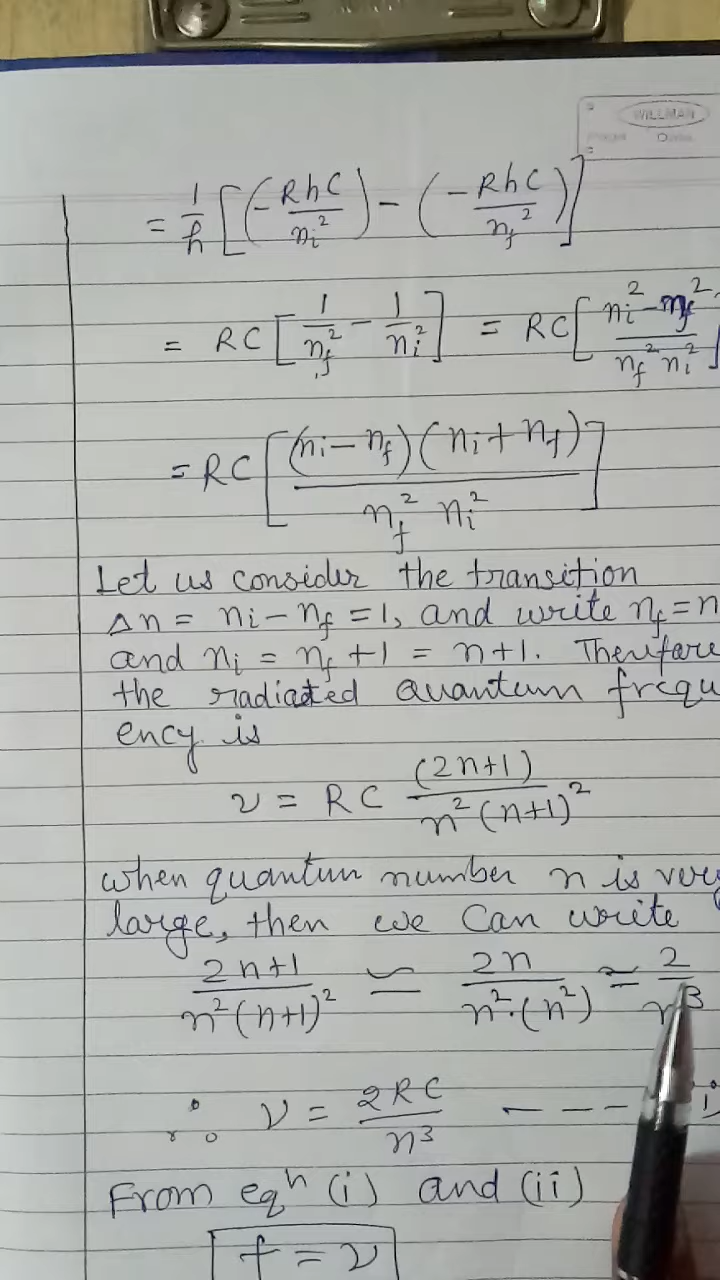 WILLMAN
= 1/h [(-RhC/ni²) - (-RhC/nf²)]
= RC [1/nf² - 1/ni²] = RC [ni² - nf²/nf² ni²]
= RC [(ni - nf)(ni + nf)/nf² ni²]
Let us consider the transition
Δn = ni - nf = 1, and write nf = n
and ni = nf + 1 = n+1. Therefore
the radiated quantum frequ
ency is
ν = RC (2n+1)/n²(n+1)²
when quantum number n is very
large, then we can write
2n+1/n²(n+1)² ≃ 2n/n².(n²) ≃ 2/n³
∴ ν = 2RC/n³ ----
From eqn (i) and (ii)
f = ν